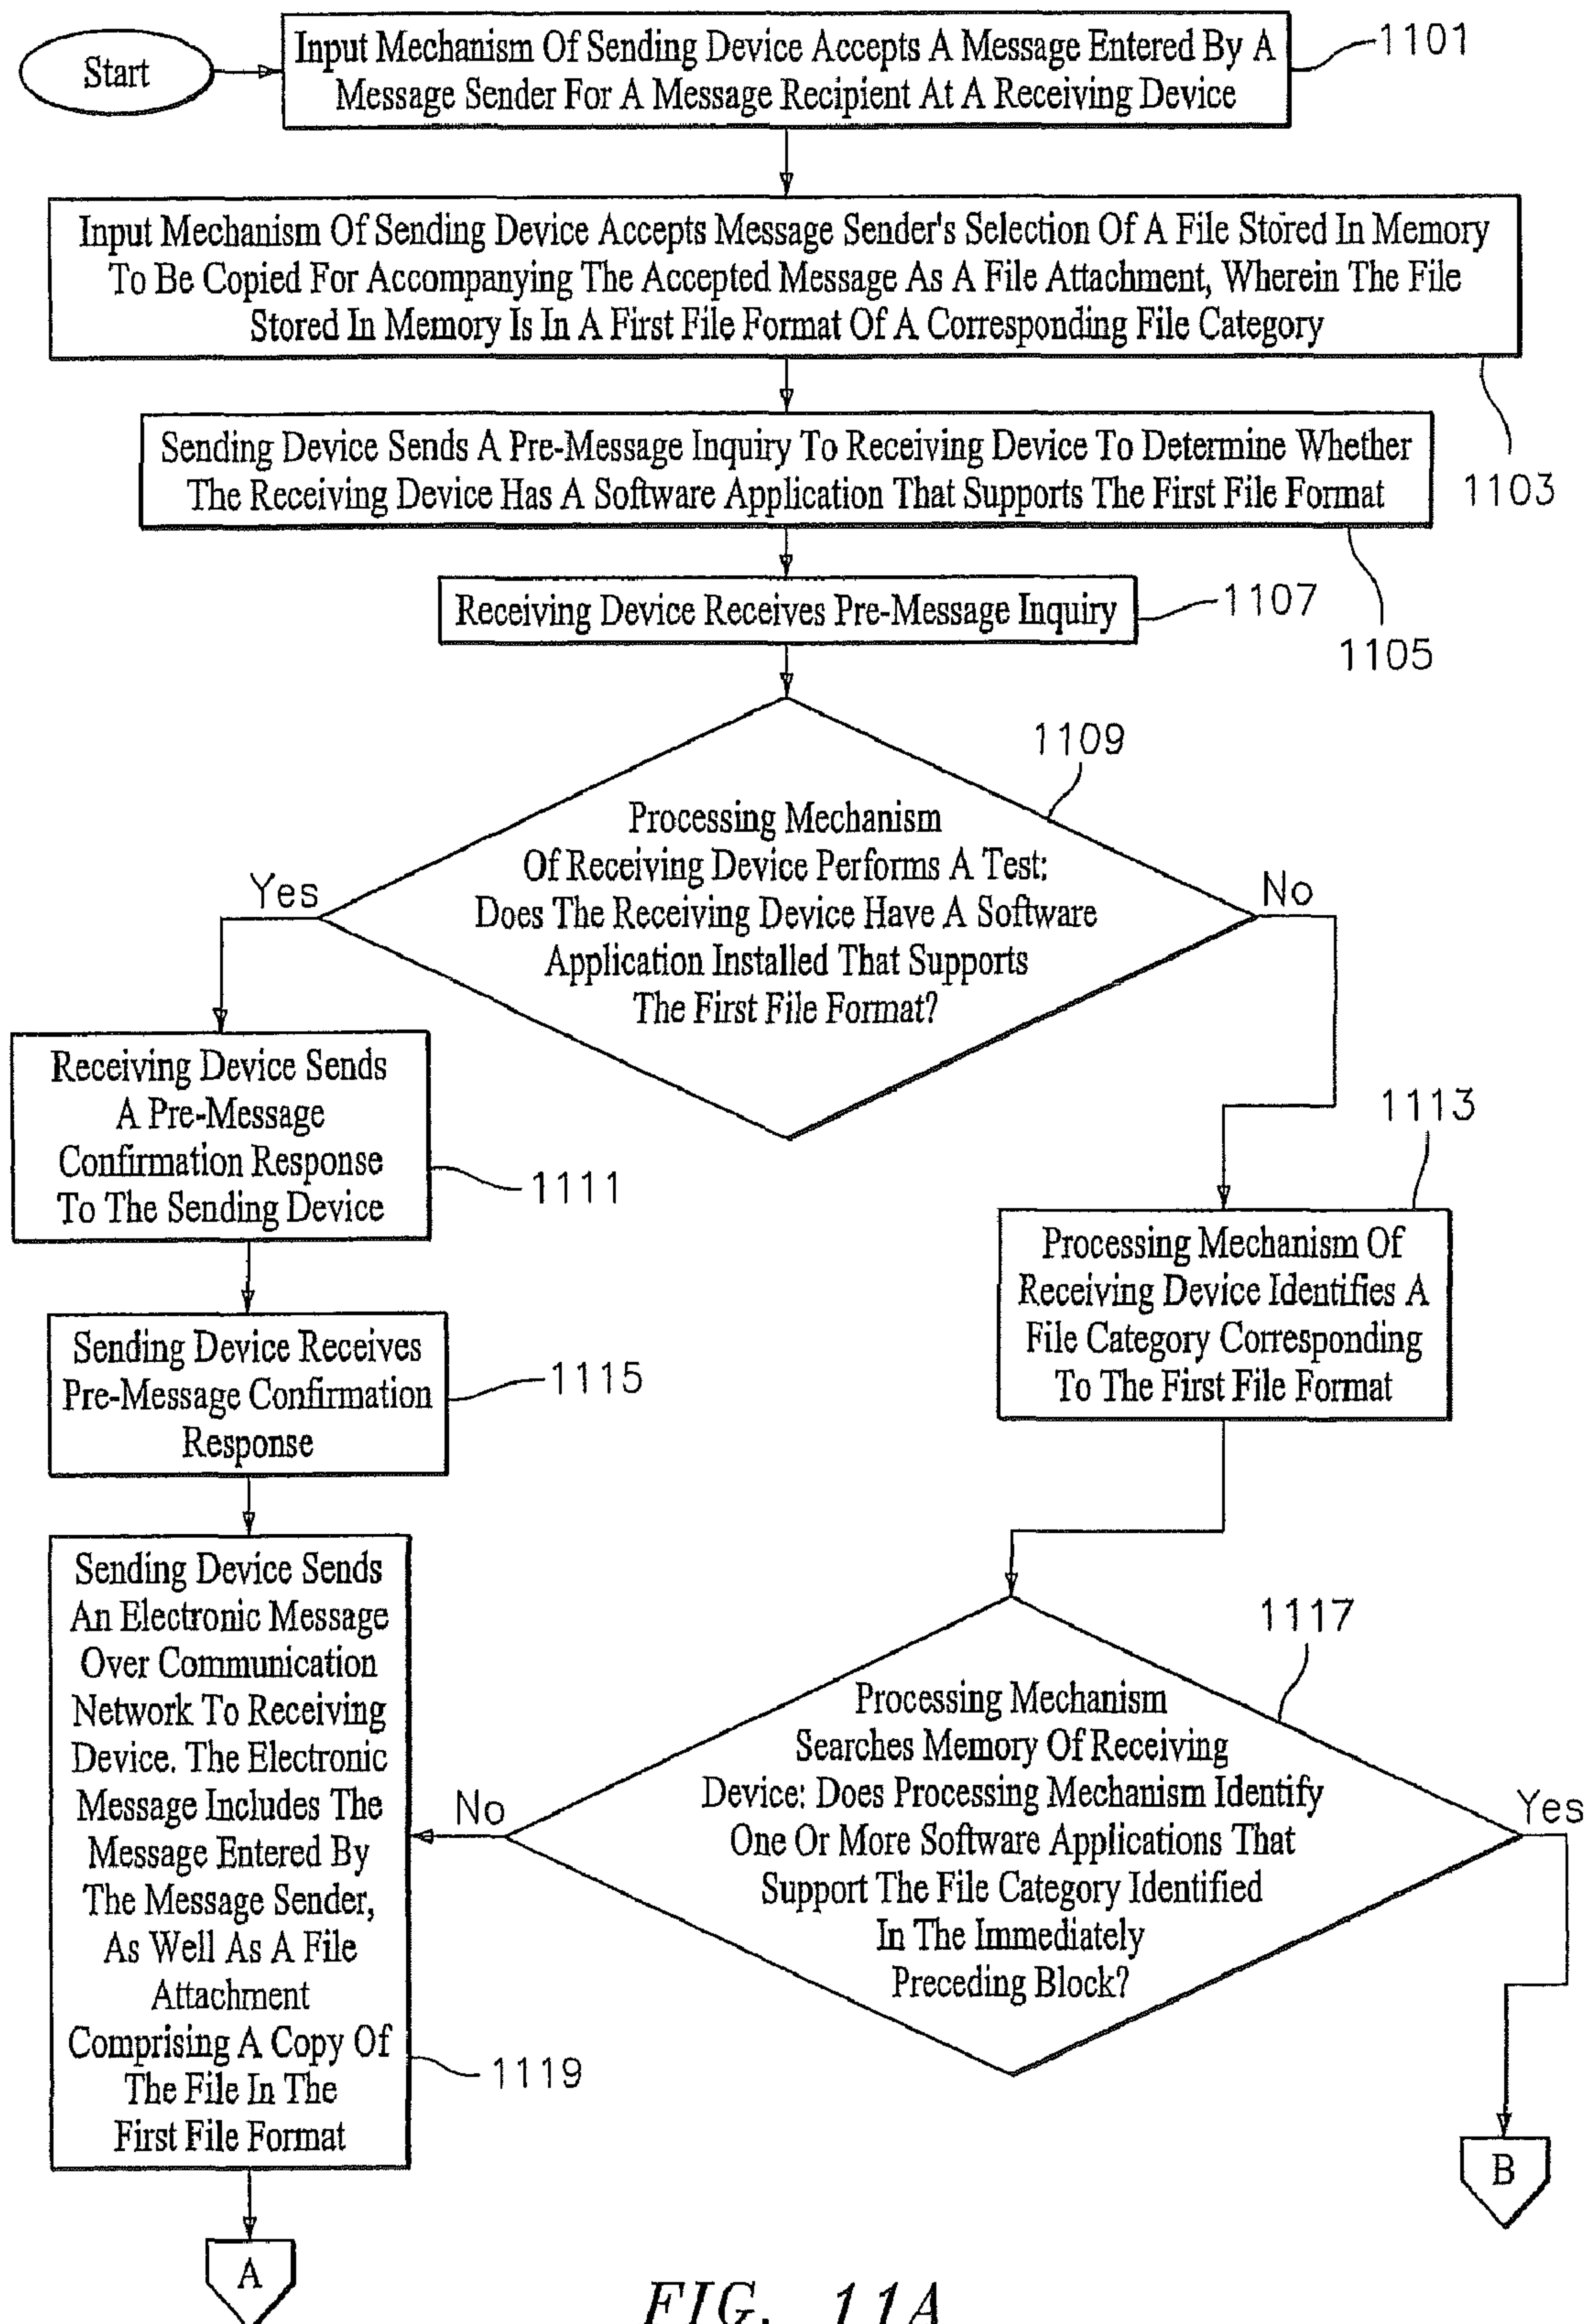 Start
Input Mechanism Of Sending Device Accepts A Message Entered By A
Message Sender For A Message Recipient At A Receiving Device
1101
Input Mechanism Of Sending Device Accepts Message Sender's Selection Of A File Stored In Memory
To Be Copied For Accompanying The Accepted Message As A File Attachment, Wherein The File
Stored In Memory Is In A First File Format Of A Corresponding File Category
1103
Sending Device Sends A Pre-Message Inquiry To Receiving Device To Determine Whether
The Receiving Device Has A Software Application That Supports The First File Format
1105
Receiving Device Receives Pre-Message Inquiry
1107
1109
Processing Mechanism
Of Receiving Device Performs A Test:
Does The Receiving Device Have A Software
Application Installed That Supports
The First File Format?
Yes
No
Receiving Device Sends
A Pre-Message
Confirmation Response
To The Sending Device
1111
1113
Processing Mechanism Of
Receiving Device Identifies A
File Category Corresponding
To The First File Format
Sending Device Receives
Pre-Message Confirmation
Response
1115
Sending Device Sends
An Electronic Message
Over Communication
Network To Receiving
Device. The Electronic
Message Includes The
Message Entered By
The Message Sender,
As Well As A File
Attachment
Comprising A Copy Of
The File In The
First File Format
1119
1117
Processing Mechanism
Searches Memory Of Receiving
Device: Does Processing Mechanism Identify
One Or More Software Applications That
Support The File Category Identified
In The Immediately
Preceding Block?
No
Yes
B
A
FIG. 11A